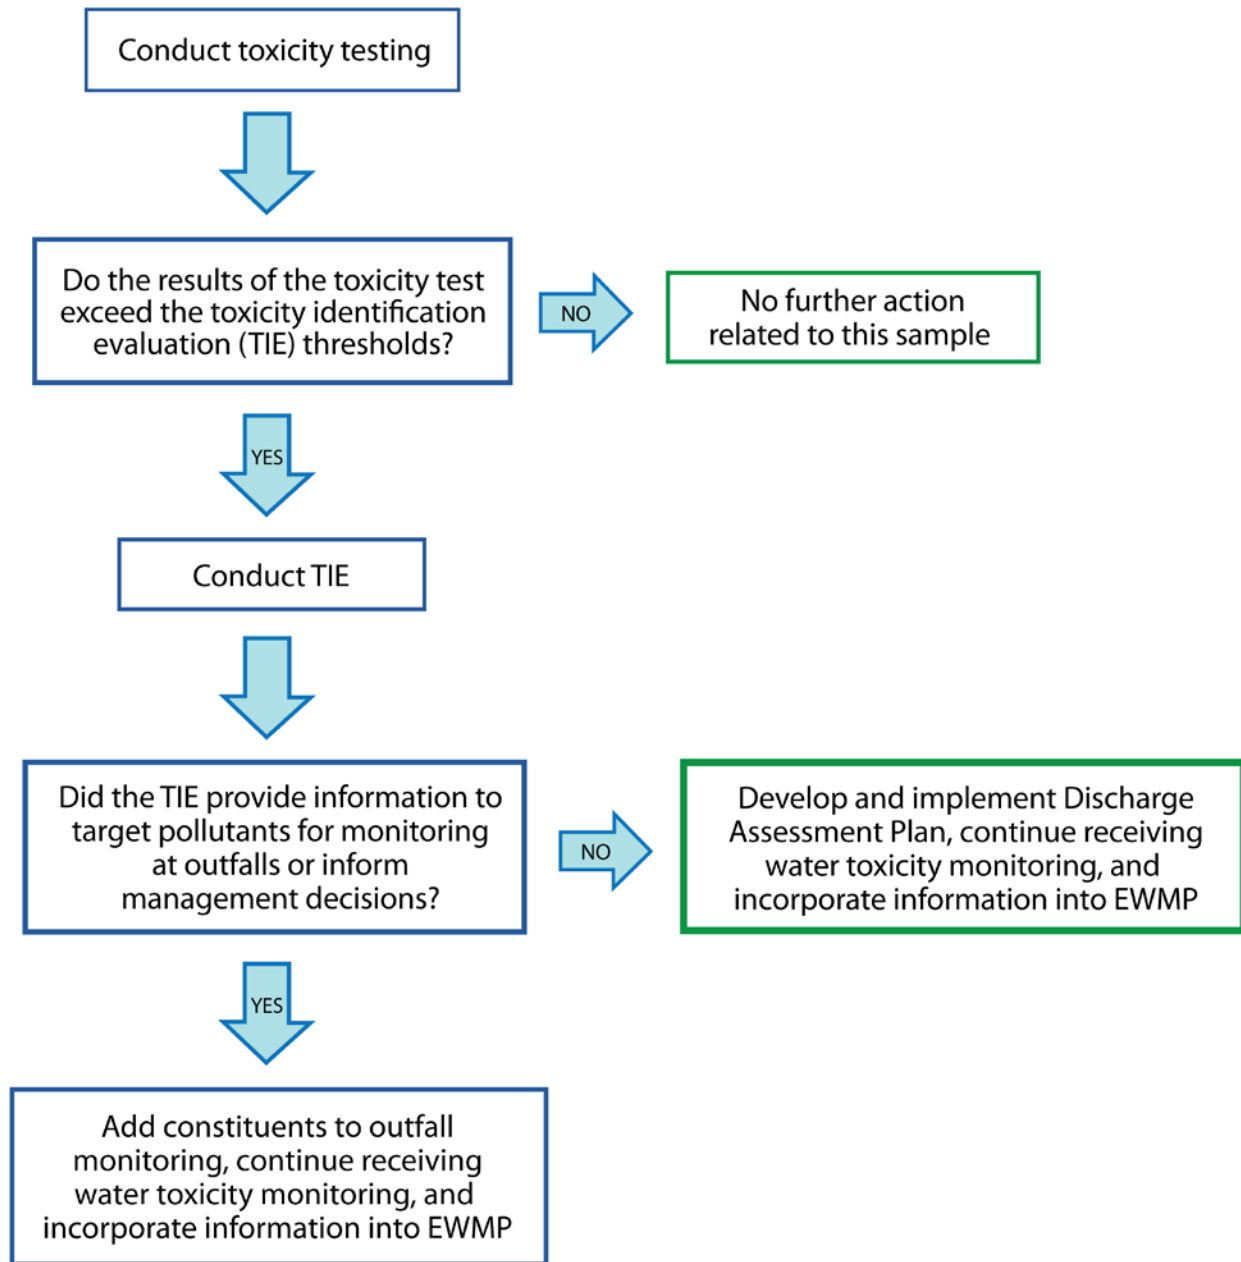 Conduct toxicity testing
Do the results of the toxicity test
exceed the toxicity identification
evaluation (TIE) thresholds?
NO
No further action
related to this sample
YES
Conduct TIE
Did the TIE provide information to
target pollutants for monitoring
at outfalls or inform
management decisions?
NO
Develop and implement Discharge
Assessment Plan, continue receiving
water toxicity monitoring, and
incorporate information into EWMP
YES
Add constituents to outfall
monitoring, continue receiving
water toxicity monitoring, and
incorporate information into EWMP